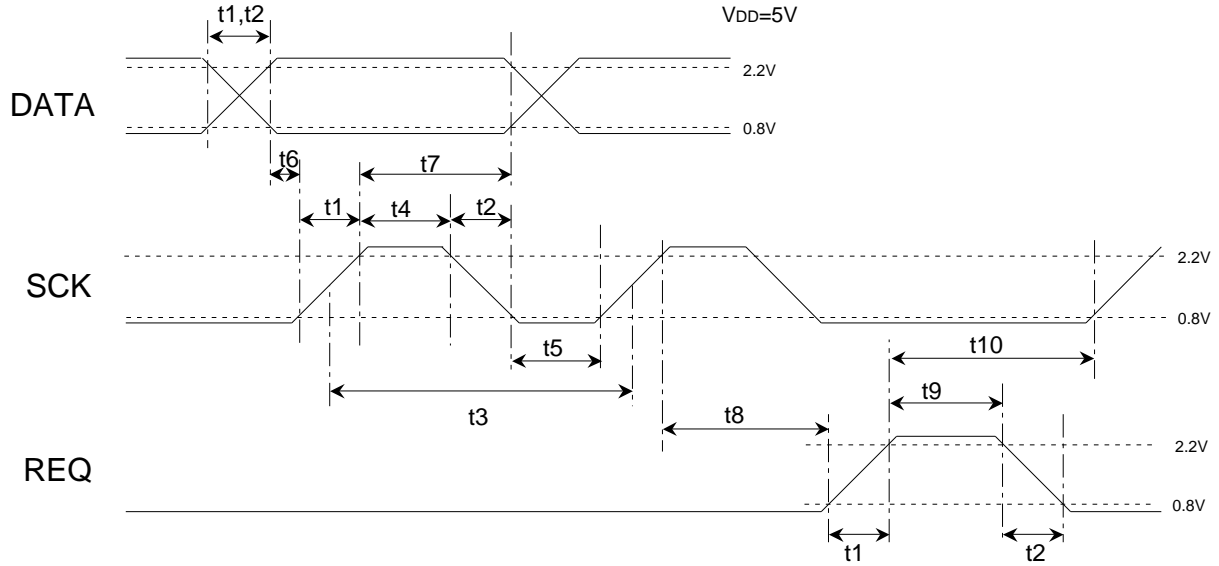 t1,t2
VDD=5V
2.2V
DATA
0.8V
t6
t7
t1
t4
t2
2.2V
SCK
0.8V
t5
t10
t3
t9
t8
2.2V
REQ
0.8V
t1
t2